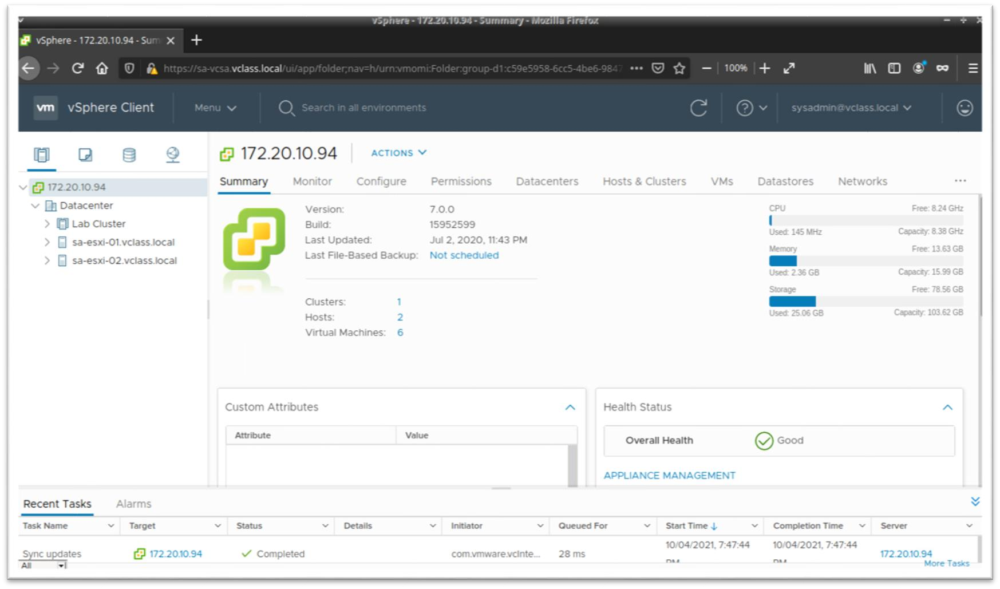 vSphere - 172.20.10.94 - Summary - Mozilla Firefox
vSphere - 172.20.10.94 - Sum
https://sa-vcsa.vclass.local/ui/app/folder;nav=h/urn:vmomi:Folder:group-d1:c59e5958-6cc5-4be6-9847
100%
vm vSphere Client
Menu
Search in all environments
sysadmin@vclass.local
172.20.10.94
Datacenter
Lab Cluster
sa-esxi-01.vclass.local
sa-esxi-02.vclass.local
172.20.10.94
ACTIONS
Summary Monitor Configure Permissions Datacenters Hosts & Clusters VMs Datastores Networks
Version: 7.0.0
Build: 15952599
Last Updated: Jul 2, 2020, 11:43 PM
Last File-Based Backup: Not scheduled
Clusters: 1
Hosts: 2
Virtual Machines: 6
CPU Free: 8.24 GHz
Used: 145 MHz Capacity: 8.38 GHz
Memory Free: 13.63 GB
Used: 2.36 GB Capacity: 15.99 GB
Storage Free: 78.56 GB
Used: 25.06 GB Capacity: 103.62 GB
Custom Attributes
Attribute Value
Health Status
Overall Health Good
APPLIANCE MANAGEMENT
Recent Tasks Alarms
Task Name Target Status Details Initiator Queued For Start Time Completion Time Server
Sync updates 172.20.10.94 Completed com.vmware.vcInte... 28 ms 10/04/2021, 7:47:44 PM 10/04/2021, 7:47:44 PM 172.20.10.94
All
More Tasks